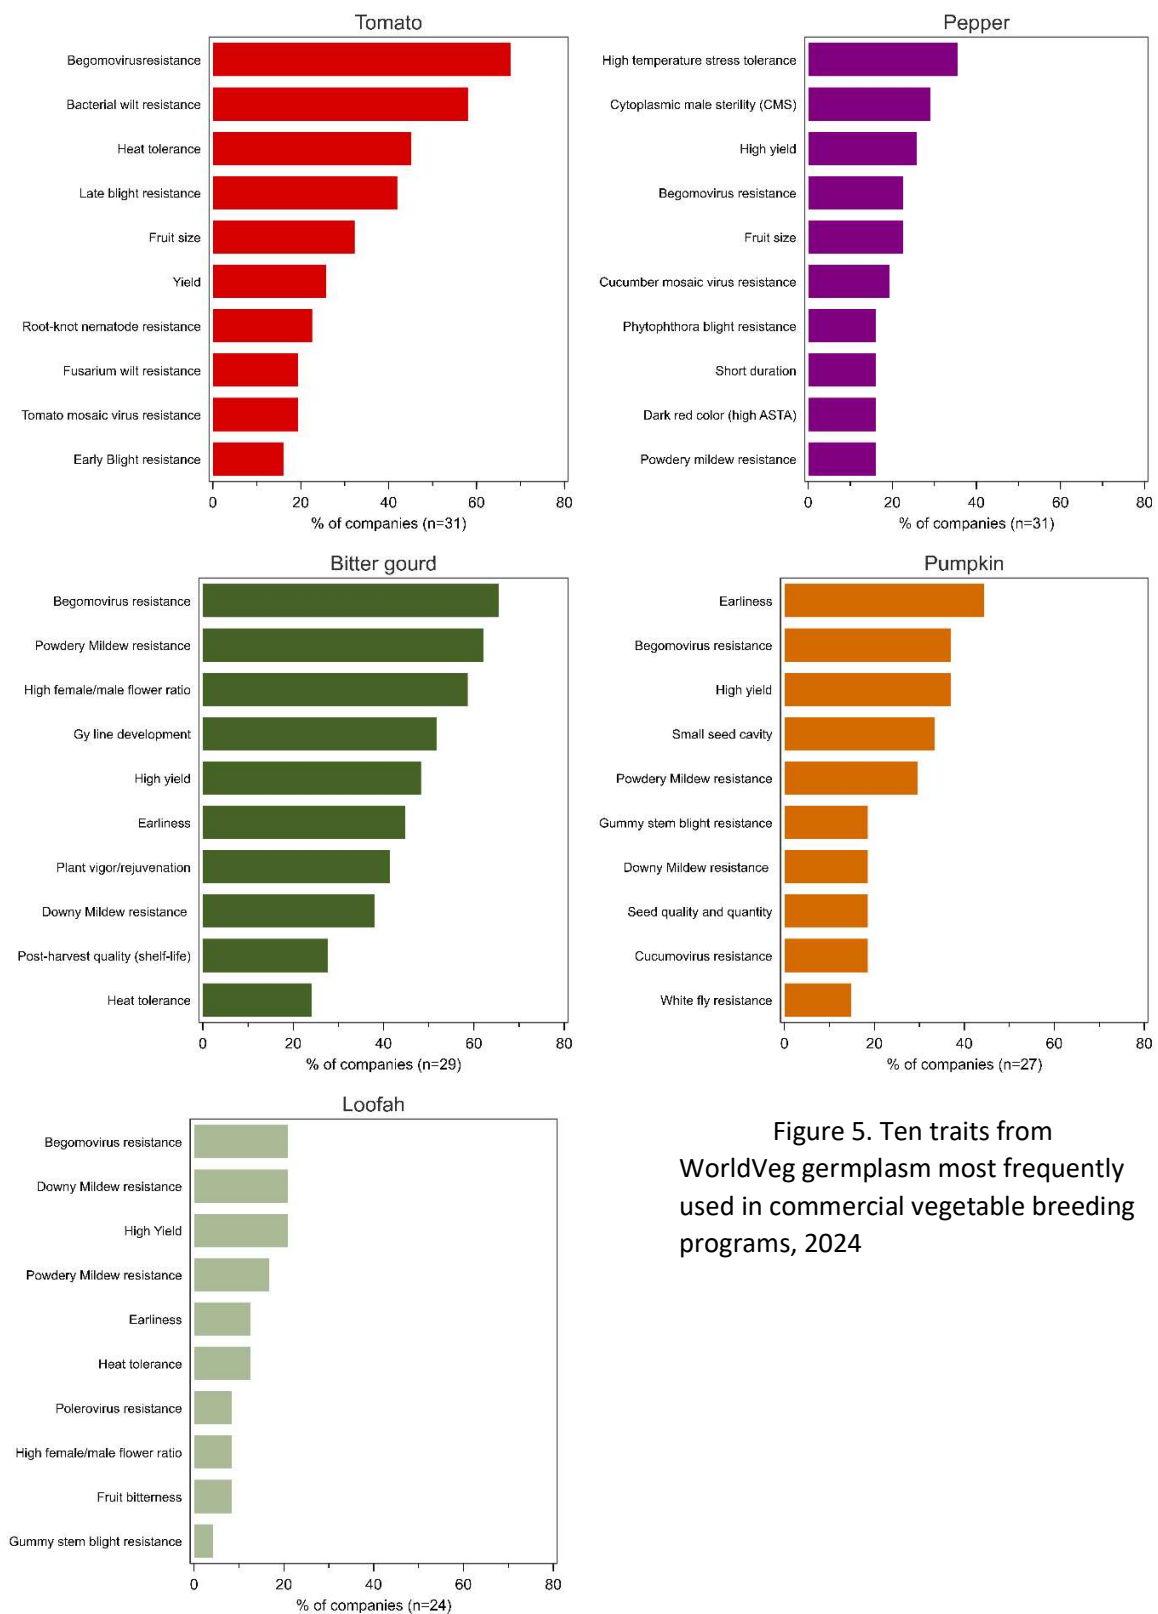 Tomato
Begomovirusresistance
Bacterial wilt resistance
Heat tolerance
Late blight resistance
Fruit size
Yield
Root-knot nematode resistance
Fusarium wilt resistance
Tomato mosaic virus resistance
Early Blight resistance
0 20 40 60 80
% of companies (n=31)
Pepper
High temperature stress tolerance
Cytoplasmic male sterility (CMS)
High yield
Begomovirus resistance
Fruit size
Cucumber mosaic virus resistance
Phytophthora blight resistance
Short duration
Dark red color (high ASTA)
Powdery mildew resistance
0 20 40 60 80
% of companies (n=31)
Bitter gourd
Begomovirus resistance
Powdery Mildew resistance
High female/male flower ratio
Gy line development
High yield
Earliness
Plant vigor/rejuvenation
Downy Mildew resistance
Post-harvest quality (shelf-life)
Heat tolerance
0 20 40 60 80
% of companies (n=29)
Pumpkin
Earliness
Begomovirus resistance
High yield
Small seed cavity
Powdery Mildew resistance
Gummy stem blight resistance
Downy Mildew resistance
Seed quality and quantity
Cucumovirus resistance
White fly resistance
0 20 40 60 80
% of companies (n=27)
Loofah
Begomovirus resistance
Downy Mildew resistance
High Yield
Powdery Mildew resistance
Earliness
Heat tolerance
Polerovirus resistance
High female/male flower ratio
Fruit bitterness
Gummy stem blight resistance
0 20 40 60 80
% of companies (n=24)
Figure 5. Ten traits from
WorldVeg germplasm most frequently
used in commercial vegetable breeding
programs, 2024